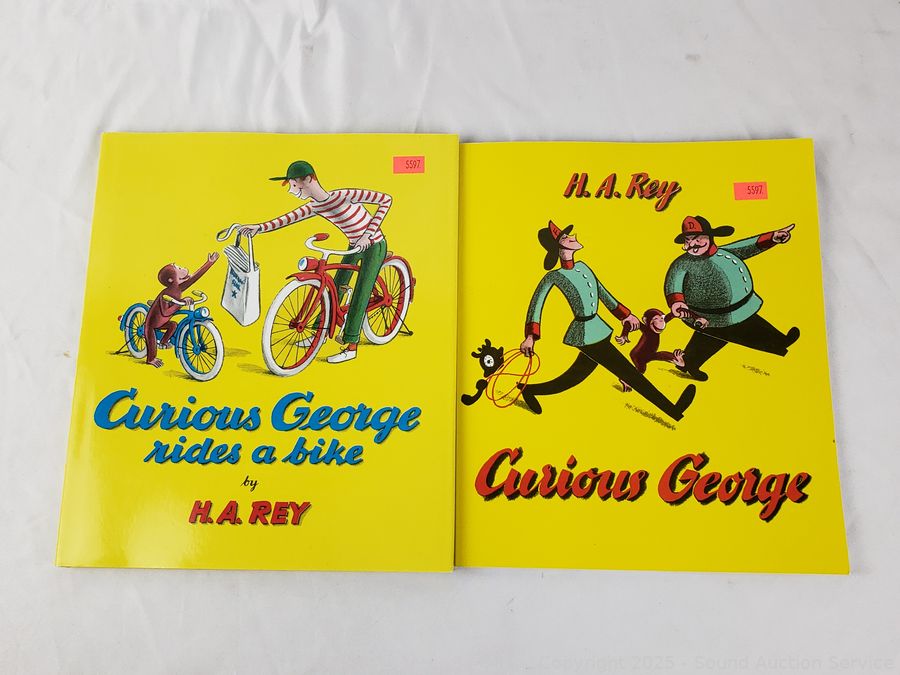 5597
Curious George
rides a bike
by
H.A. REY
H. A. Rey
5597
D.
Curious George
Copyright 2025 - Sound Auction Service